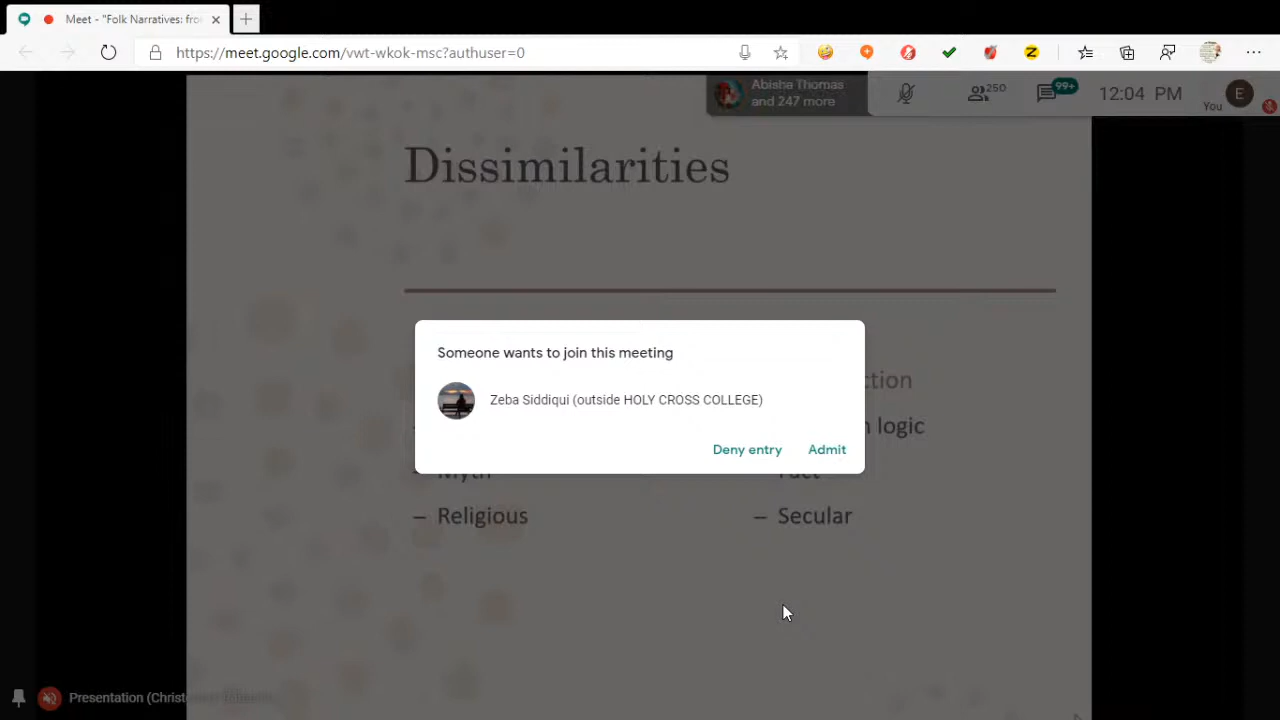 Meet - "Folk Narratives: fro
https://meet.google.com/vwt-wkok-msc?authuser=0
Abisha Thomas
and 247 more
250
99+
12:04 PM
You
E
Dissimilarities
Someone wants to join this meeting
Zeba Siddiqui (outside HOLY CROSS COLLEGE)
Deny entry
Admit
logic
– Myth
Fact
– Religious
– Secular
Presentation (Christ